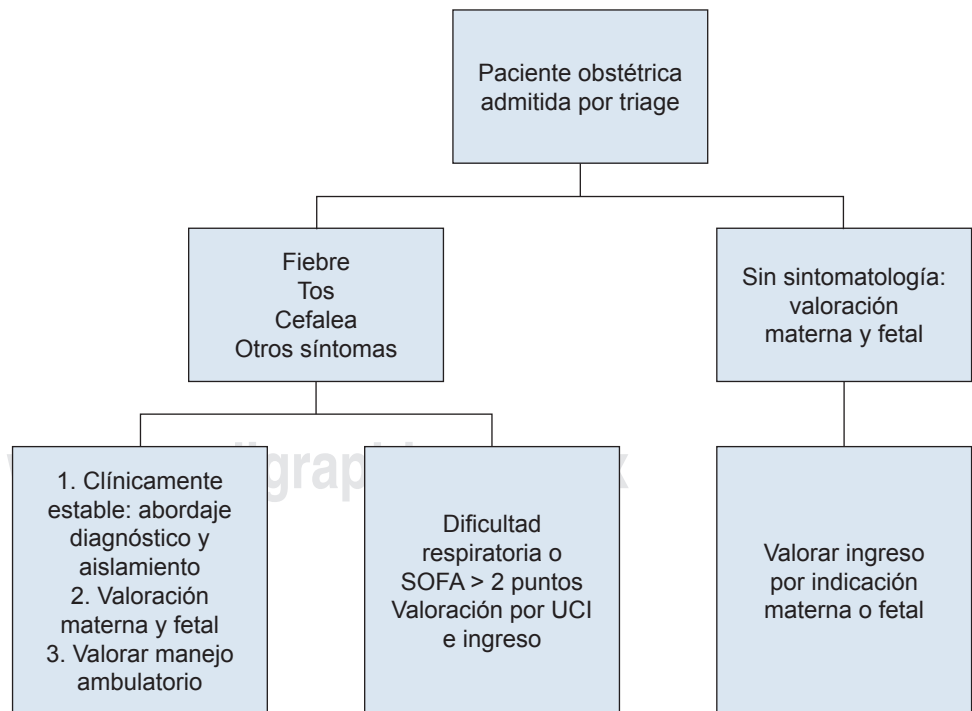 Paciente obstétrica
admitida por triage
Fiebre
Tos
Cefalea
Otros síntomas
Sin sintomatología:
valoración
materna y fetal
1. Clínicamente
estable: abordaje
diagnóstico y
aislamiento
2. Valoración
materna y fetal
3. Valorar manejo
ambulatorio
Dificultad
respiratoria o
SOFA > 2 puntos
Valoración por UCI
e ingreso
Valorar ingreso
por indicación
materna o fetal